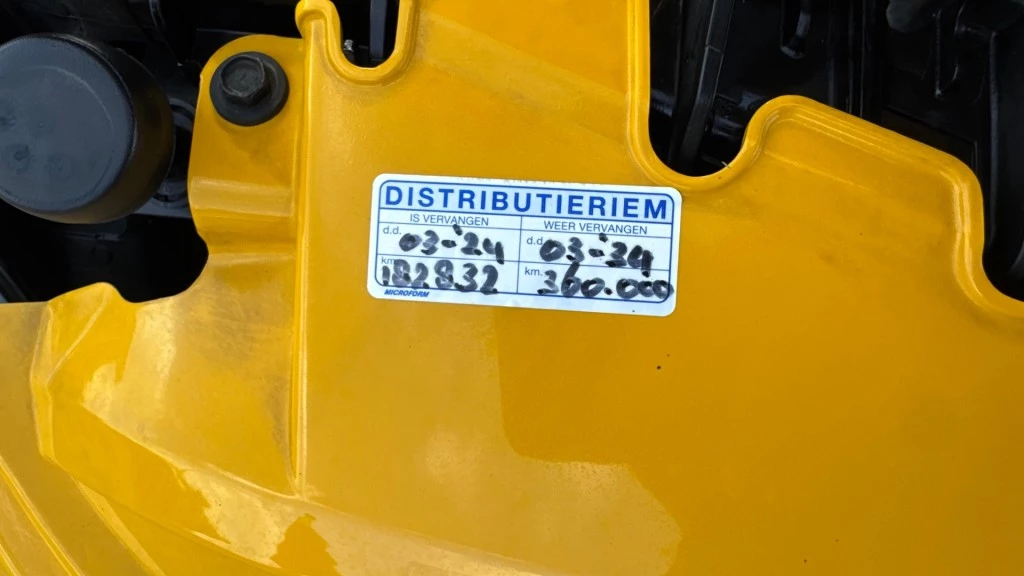 DISTRIBUTIERIEM
IS VERVANGEN WEER VERVANGEN
d.d. 03-'24 d.d. 03-'34
km. 182832 km. 360.000
MICROFORM